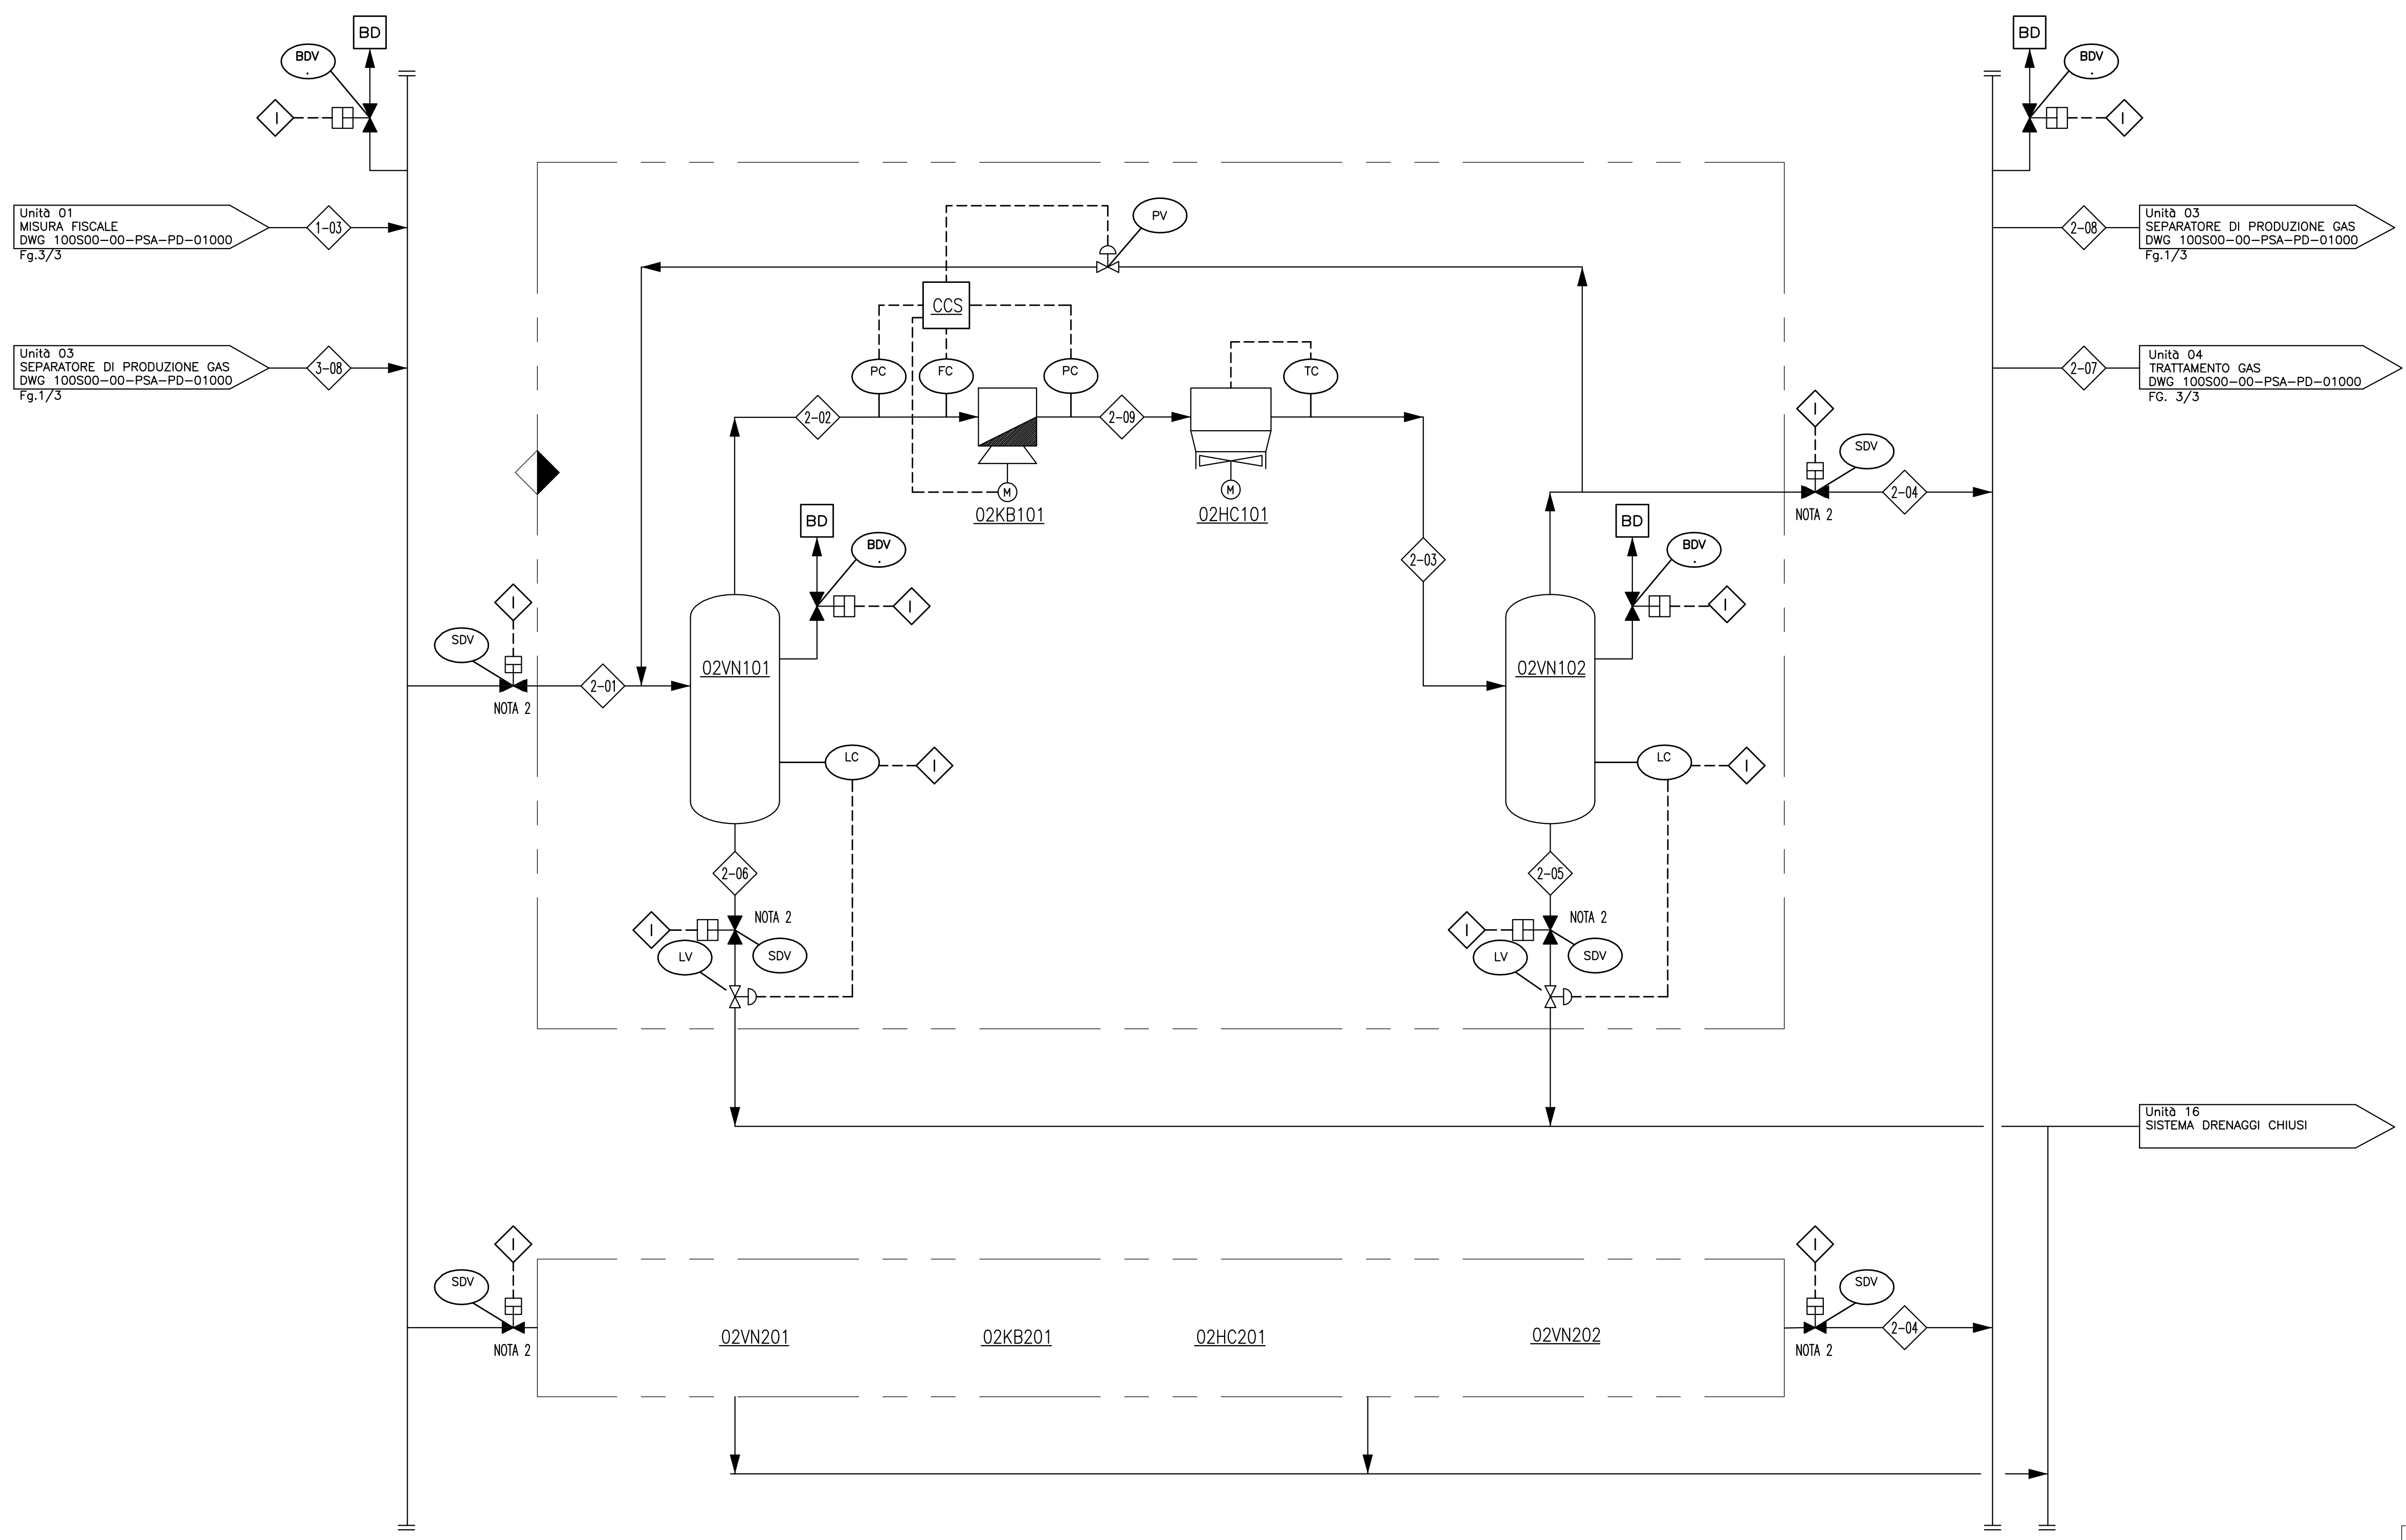 BD
BDV
I
BD
BDV
I
Unità 01
MISURA FISCALE
DWG 100S00-00-PSA-PD-01000
Fg.3/3
1-03
PV
2-08
Unità 03
SEPARATORE DI PRODUZIONE GAS
DWG 100S00-00-PSA-PD-01000
Fg.1/3
CCS
Unità 03
SEPARATORE DI PRODUZIONE GAS
DWG 100S00-00-PSA-PD-01000
Fg.1/3
3-08
PC
FC
PC
TC
2-07
Unità 04
TRATTAMENTO GAS
DWG 100S00-00-PSA-PD-01000
FG. 3/3
2-02
2-09
I
SDV
M
M
02KB101
02HC101
2-04
NOTA 2
BD
BDV
I
2-03
BD
BDV
I
I
SDV
NOTA 2
2-01
02VN101
02VN102
LC
I
LC
I
2-06
2-05
I
NOTA 2
LV
SDV
I
NOTA 2
LV
SDV
Unità 16
SISTEMA DRENAGGI CHIUSI
I
SDV
NOTA 2
02VN201
02KB201
02HC201
02VN202
I
SDV
NOTA 2
2-04